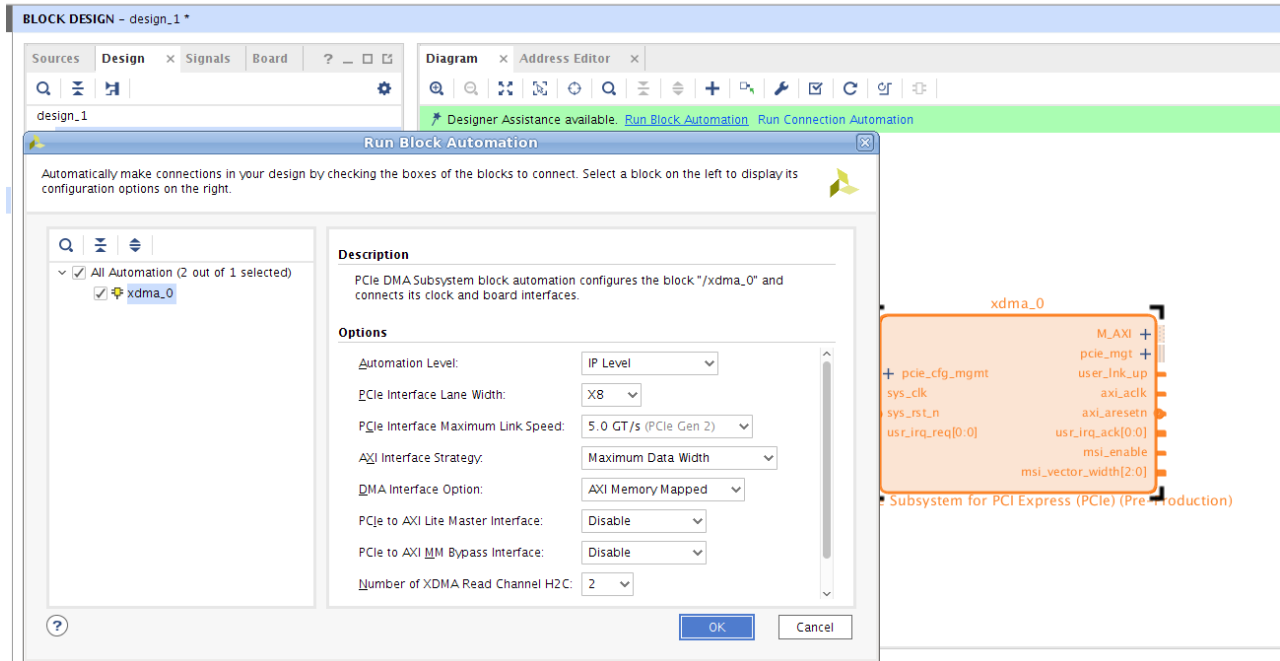 BLOCK DESIGN - design_1 *
Sources Design × Signals Board ? _
Diagram × Address Editor ×
design_1
Designer Assistance available. Run Block Automation Run Connection Automation
Run Block Automation
Automatically make connections in your design by checking the boxes of the blocks to connect. Select a block on the left to display its
configuration options on the right.
All Automation (2 out of 1 selected)
xdma_0
Description
PCIe DMA Subsystem block automation configures the block "/xdma_0" and
connects its clock and board interfaces.
Options
Automation Level: IP Level
PCIe Interface Lane Width: X8
PCIe Interface Maximum Link Speed: 5.0 GT/s (PCIe Gen 2)
AXI Interface Strategy: Maximum Data Width
DMA Interface Option: AXI Memory Mapped
PCIe to AXI Lite Master Interface: Disable
PCIe to AXI MM Bypass Interface: Disable
Number of XDMA Read Channel H2C: 2
? OK Cancel
xdma_0
M_AXI
pcie_mgt
pcie_cfg_mgmt user_lnk_up
sys_clk axi_aclk
sys_rst_n axi_aresetn
usr_irq_req[0:0] usr_irq_ack[0:0]
msi_enable
msi_vector_width[2:0]
Subsystem for PCI Express (PCIe) (Pre-Production)